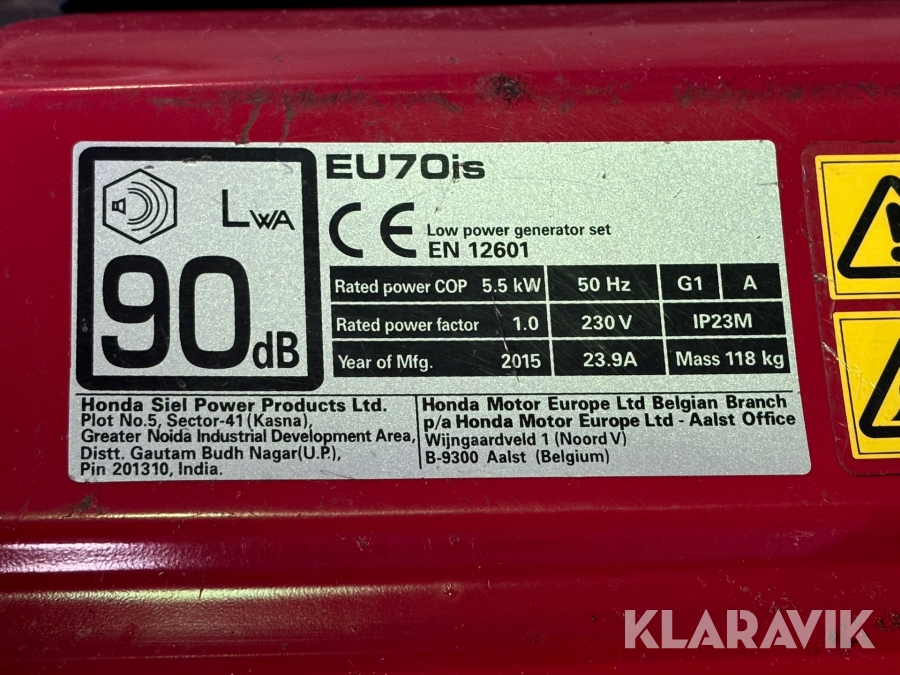 EU70is
LWA
90dB
CE
Low power generator set
EN 12601
Rated power COP 5.5 kW 50 Hz G1 A
Rated power factor 1.0 230 V IP23M
Year of Mfg. 2015 23.9A Mass 118 kg
Honda Siel Power Products Ltd.
Plot No.5, Sector-41 (Kasna),
Greater Noida Industrial Development Area,
Distt. Gautam Budh Nagar(U.P.),
Pin 201310, India.
Honda Motor Europe Ltd Belgian Branch
p/a Honda Motor Europe Ltd - Aalst Office
Wijngaardveld 1 (Noord V)
B-9300 Aalst (Belgium)
KLARAVIK